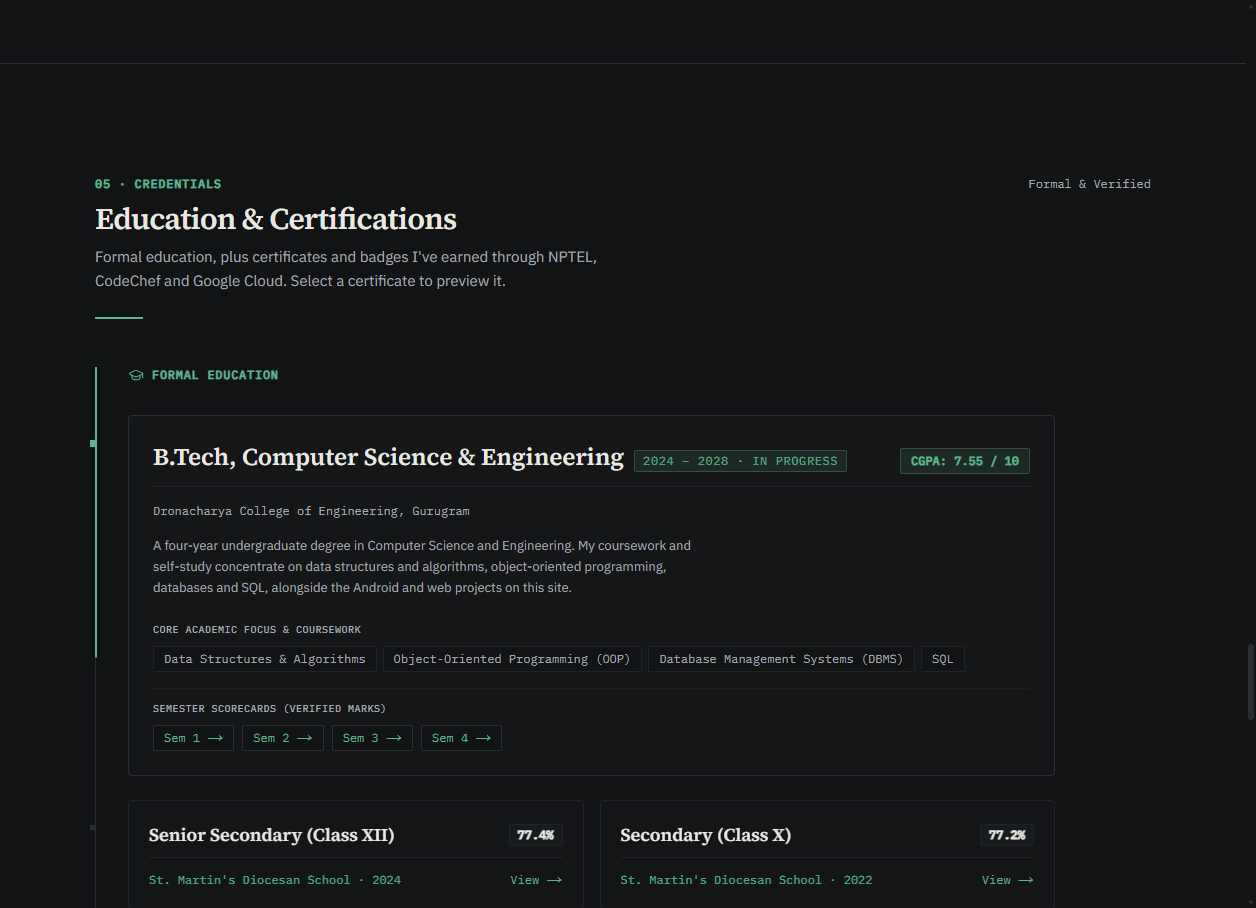 05 · CREDENTIALS
Formal & Verified
Education & Certifications
Formal education, plus certificates and badges I've earned through NPTEL,
CodeChef and Google Cloud. Select a certificate to preview it.
FORMAL EDUCATION
B.Tech, Computer Science & Engineering 2024 – 2028 · IN PROGRESS CGPA: 7.55 / 10
Dronacharya College of Engineering, Gurugram
A four-year undergraduate degree in Computer Science and Engineering. My coursework and
self-study concentrate on data structures and algorithms, object-oriented programming,
databases and SQL, alongside the Android and web projects on this site.
CORE ACADEMIC FOCUS & COURSEWORK
Data Structures & Algorithms Object-Oriented Programming (OOP) Database Management Systems (DBMS) SQL
SEMESTER SCORECARDS (VERIFIED MARKS)
Sem 1 → Sem 2 → Sem 3 → Sem 4 →
Senior Secondary (Class XII) 77.4%
St. Martin's Diocesan School · 2024 View →
Secondary (Class X) 77.2%
St. Martin's Diocesan School · 2022 View →